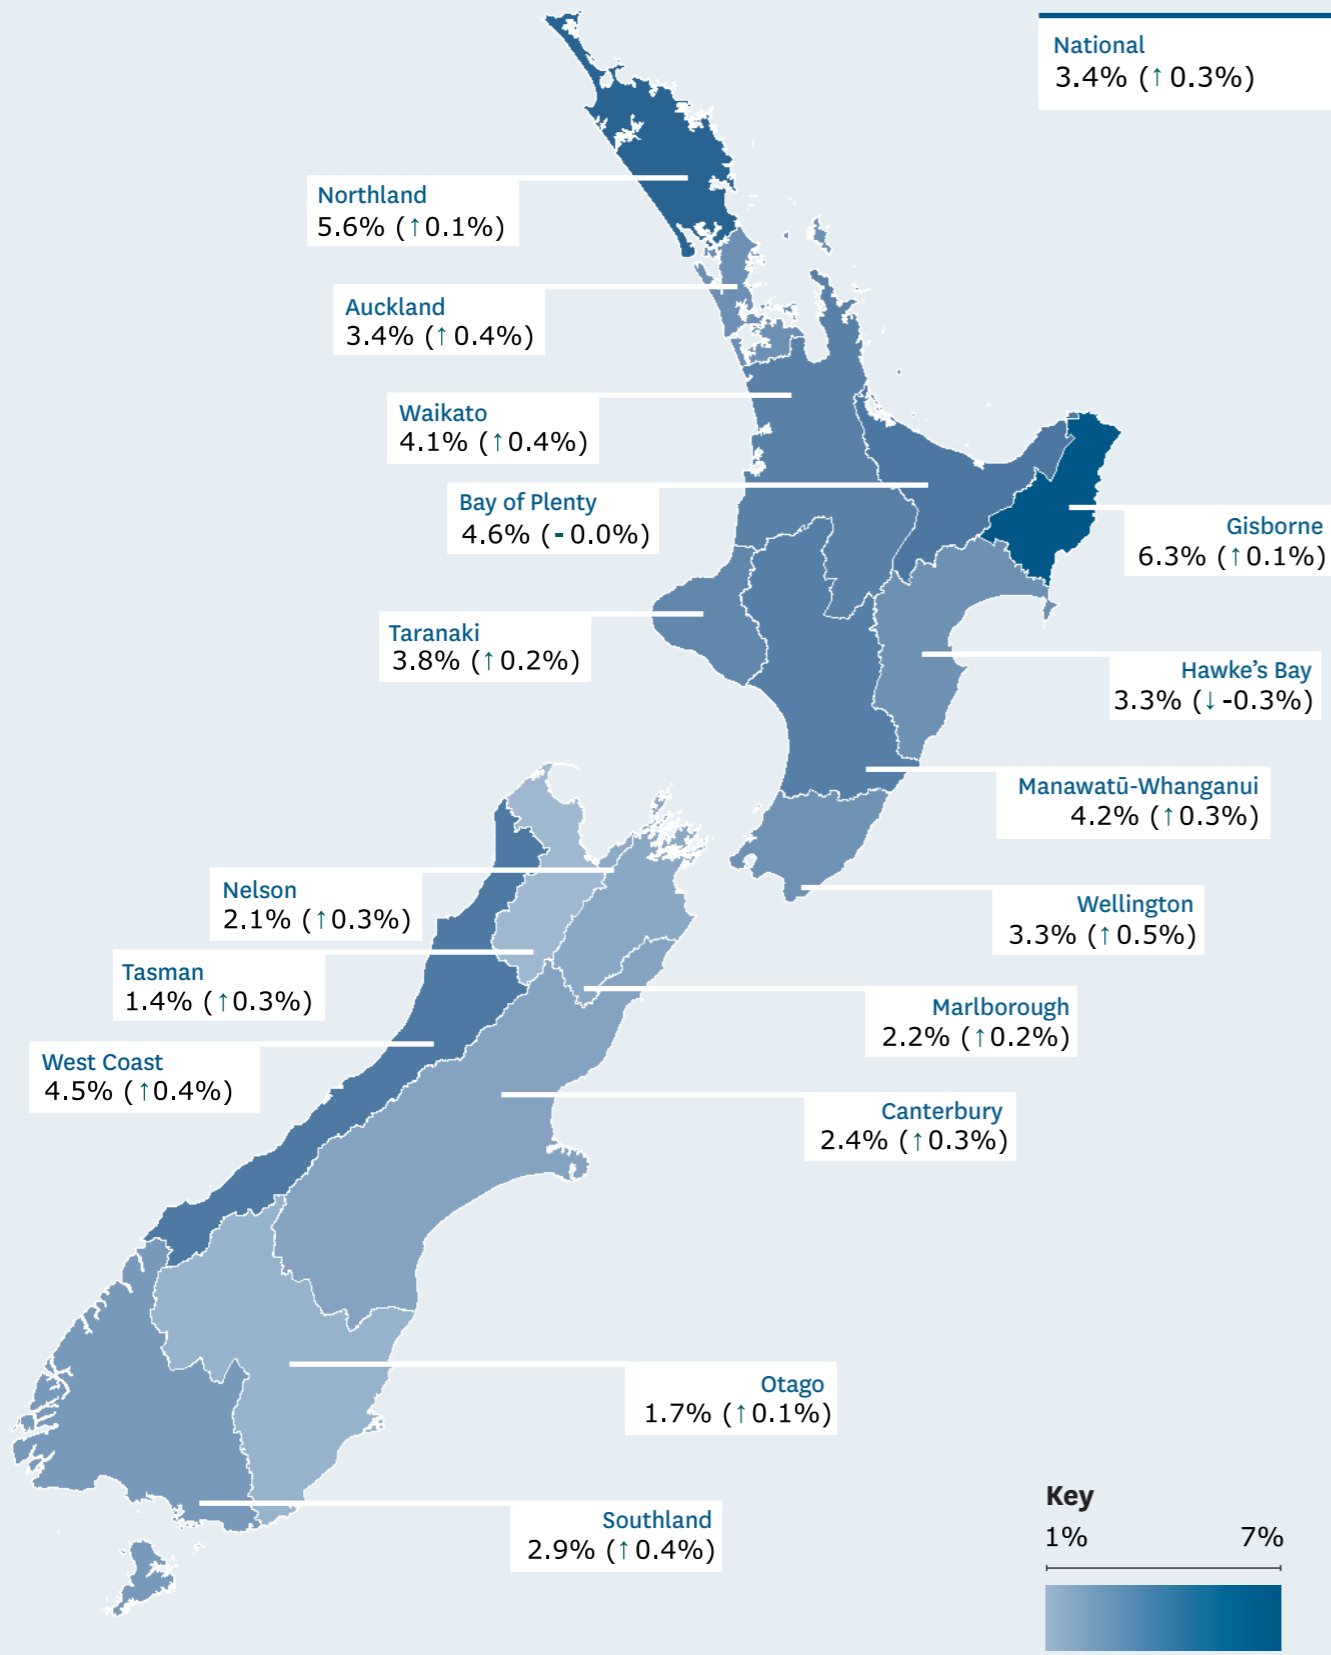 National
3.4% (↑ 0.3%)
Northland
5.6% (↑0.1%)
Auckland
3.4% (↑ 0.4%)
Waikato
4.1% (↑0.4%)
Bay of Plenty
4.6% (- 0.0%)
Gisborne
6.3% (↑0.1%)
Taranaki
3.8% (↑0.2%)
Hawke’s Bay
3.3% (↓ -0.3%)
Manawatū-Whanganui
4.2% (↑0.3%)
Nelson
2.1% (↑0.3%)
Wellington
3.3% (↑0.5%)
Tasman
1.4% (↑0.3%)
Marlborough
2.2% (↑0.2%)
West Coast
4.5% (↑0.4%)
Canterbury
2.4% (↑0.3%)
Otago
1.7% (↑0.1%)
Southland
2.9% (↑0.4%)
Key
1% 7%